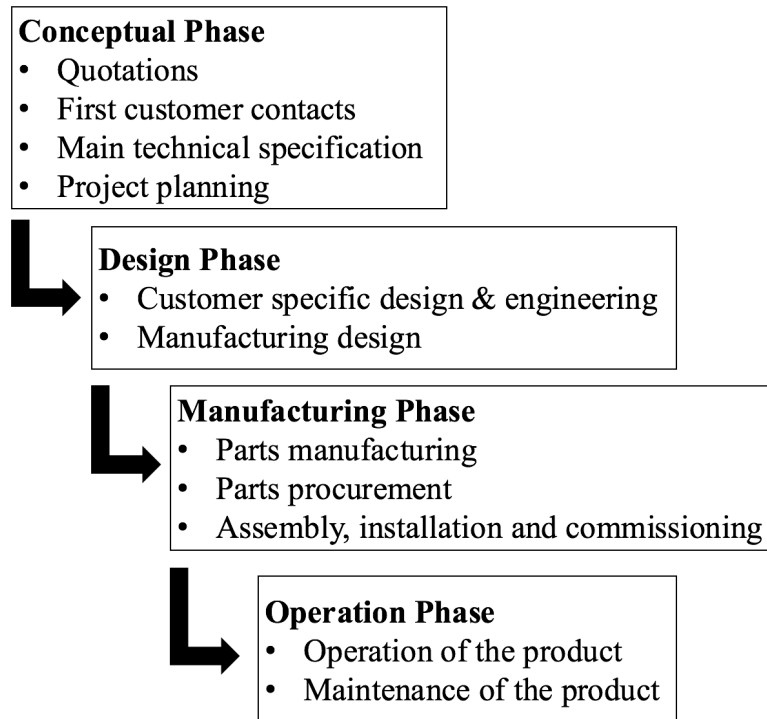 Conceptual Phase
• Quotations
• First customer contacts
• Main technical specification
• Project planning
Design Phase
• Customer specific design & engineering
• Manufacturing design
Manufacturing Phase
• Parts manufacturing
• Parts procurement
• Assembly, installation and commissioning
Operation Phase
• Operation of the product
• Maintenance of the product